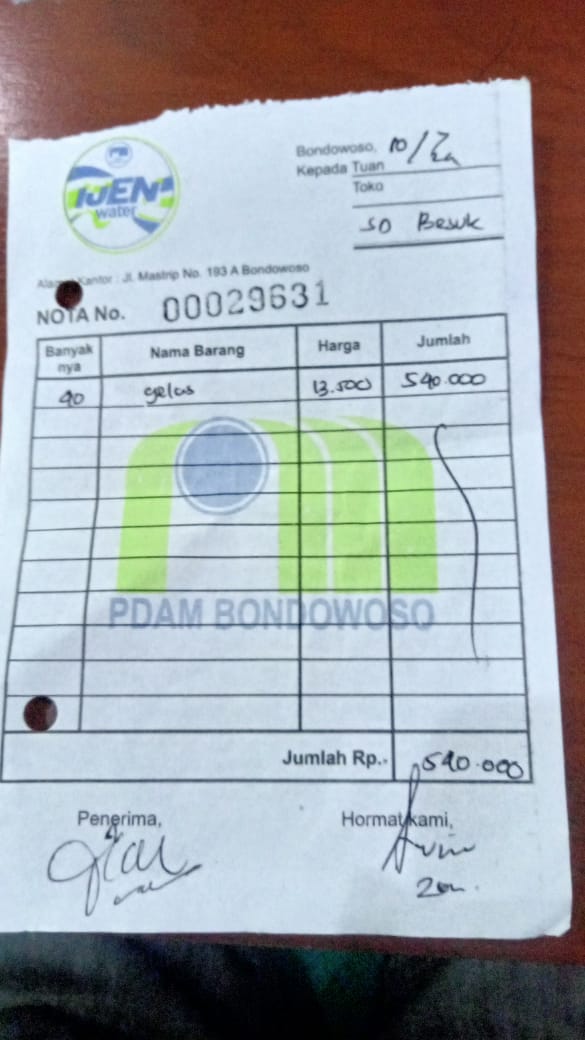 IJEN
water
Bondowoso, 10/
Kepada Tuan
Toko
SD Besuk
Alamat Kantor : Jl. Mastrip No. 193 A Bondowoso
NOTA No. 00029631
Banyak nya Nama Barang Harga Jumlah
40 gelas 13.500 540.000
PDAM BONDOWOSO
Jumlah Rp.- 540.000
Penerima, Hormat kami,